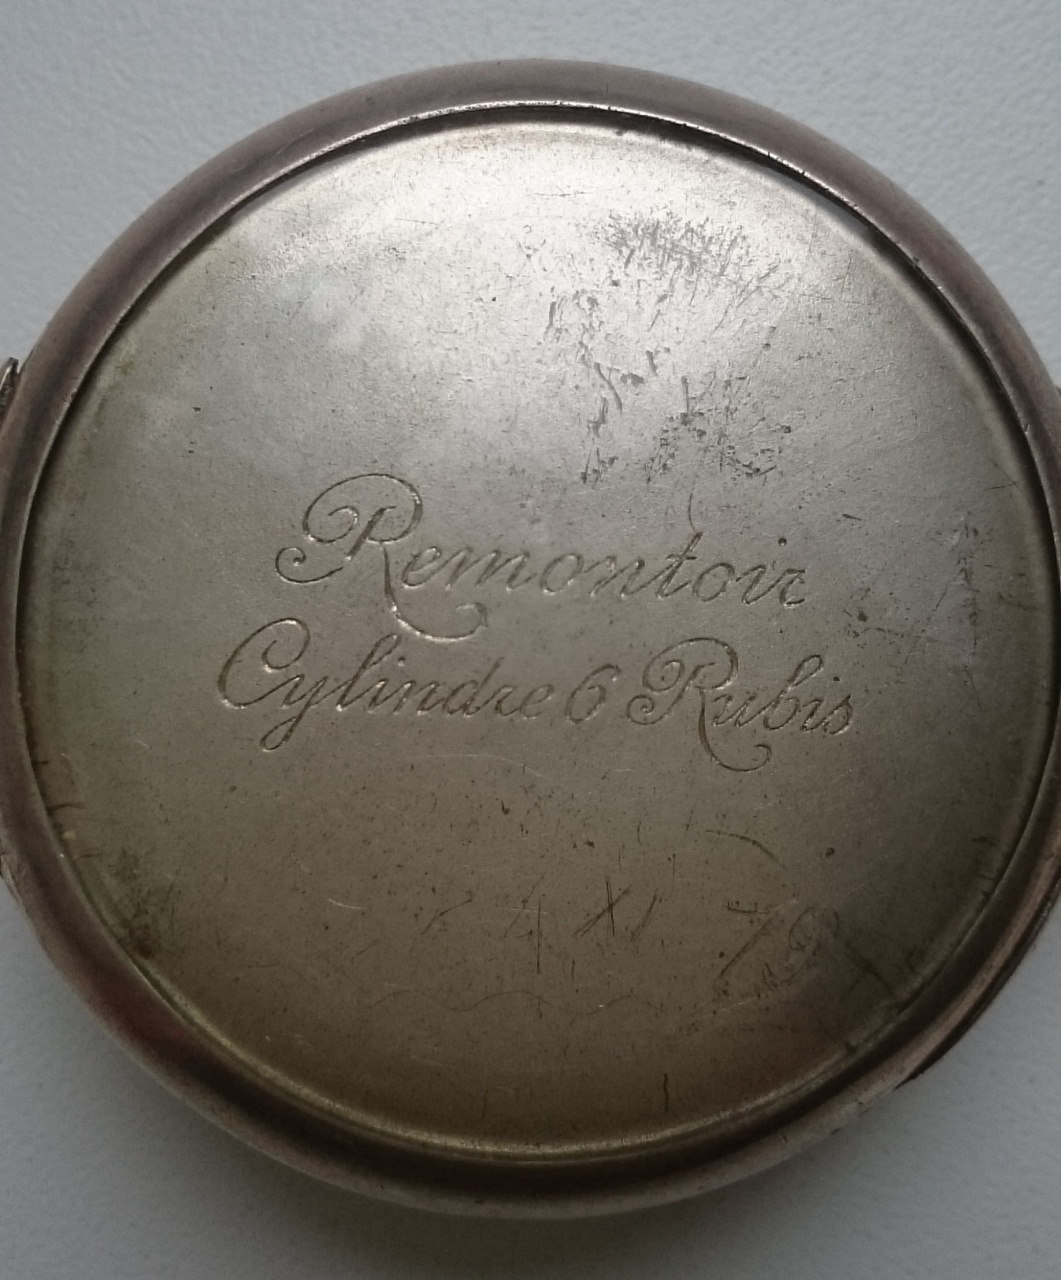 Remontoir
Cylindre 6 Rubis